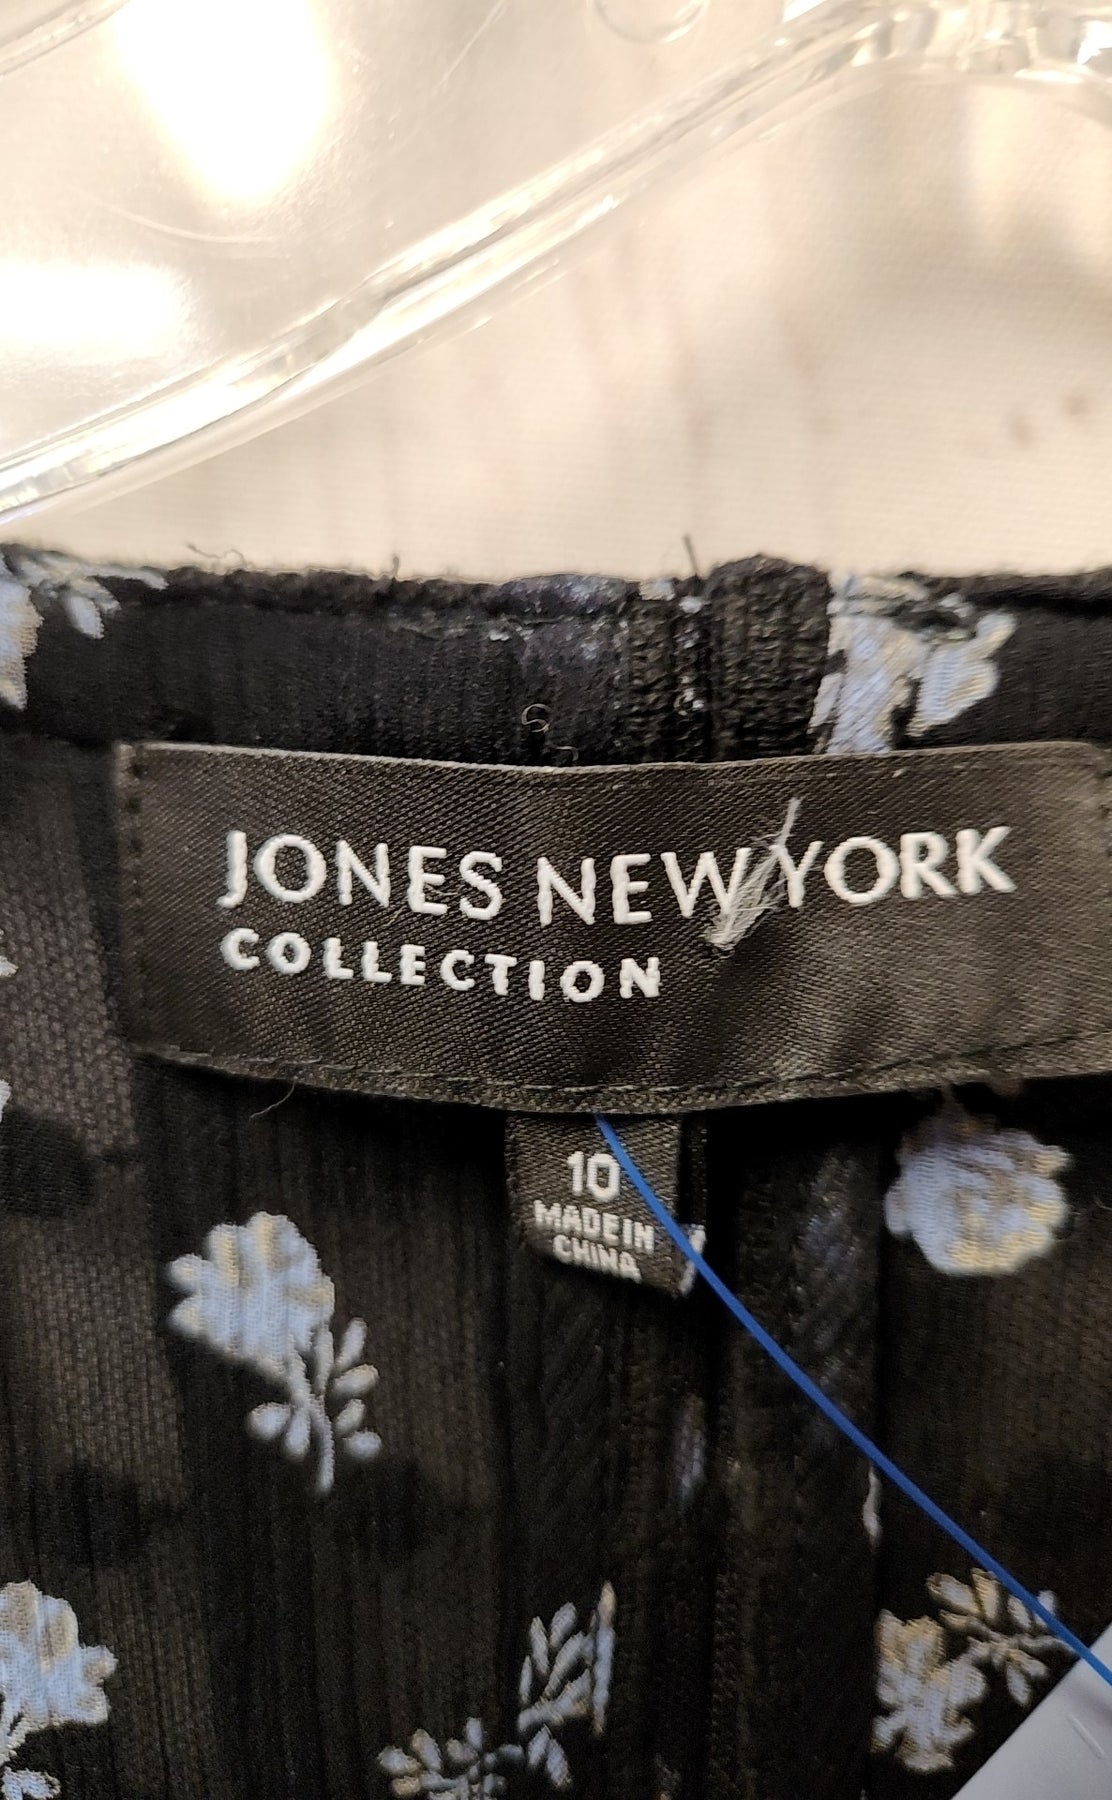 JONES NEW YORK
COLLECTION
10
MADE IN
CHINA